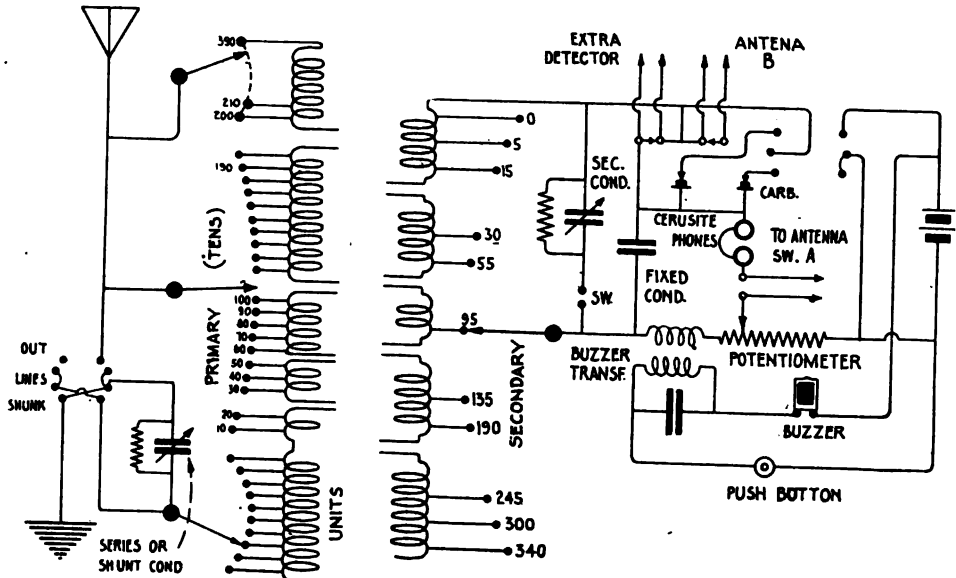 EXTRA
DETECTOR
ANTENA
B
390
210
200
190
(TENS)
PRIMARY
100
90
80
70
60
50
40
30
20
10
UNITS
0
5
15
30
55
95
135
190
245
300
340
SECONDARY
SEC.
COND.
SW.
CERUSITE
CARB.
PHONES
TO ANTENNA
SW. A
FIXED
COND.
BUZZER
TRANSF.
POTENTIOMETER
BUZZER
PUSH BUTTON
OUT
LINES
SHUNK
SERIES OR
SHUNT COND